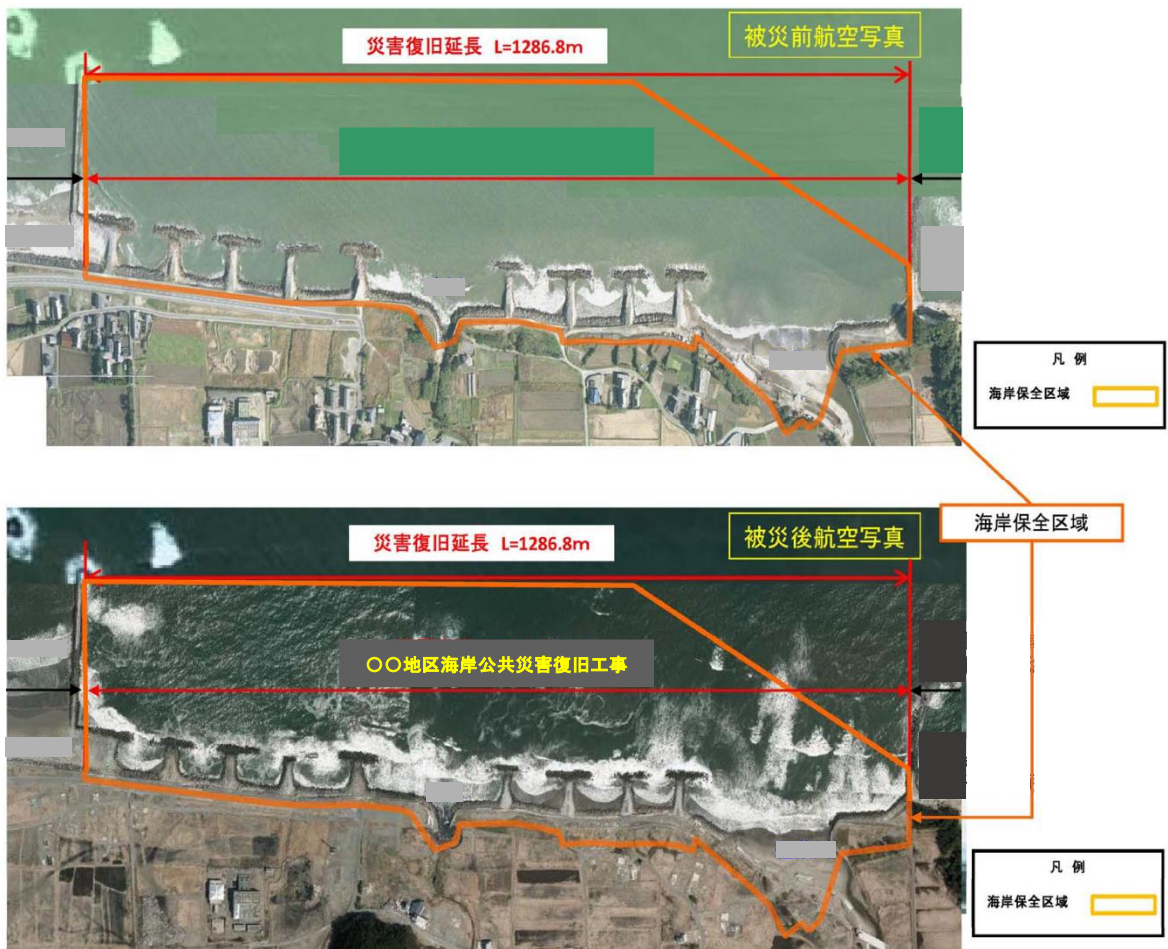 災害復旧延長 L=1286.8m
被災前航空写真
凡 例
海岸保全区域
海岸保全区域
災害復旧延長 L=1286.8m
被災後航空写真
〇〇地区海岸公共災害復旧工事
凡 例
海岸保全区域